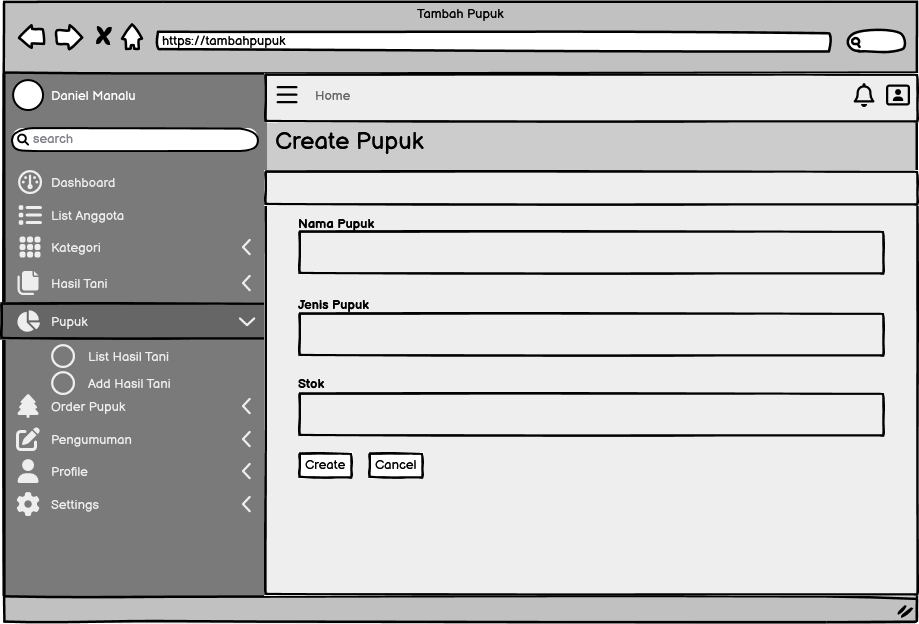 Tambah Pupuk
https://tambahpupuk
Daniel Manalu
search
Dashboard
List Anggota
Kategori
Hasil Tani
Pupuk
List Hasil Tani
Add Hasil Tani
Order Pupuk
Pengumuman
Profile
Settings
Home
Create Pupuk
Nama Pupuk
Jenis Pupuk
Stok
Create Cancel